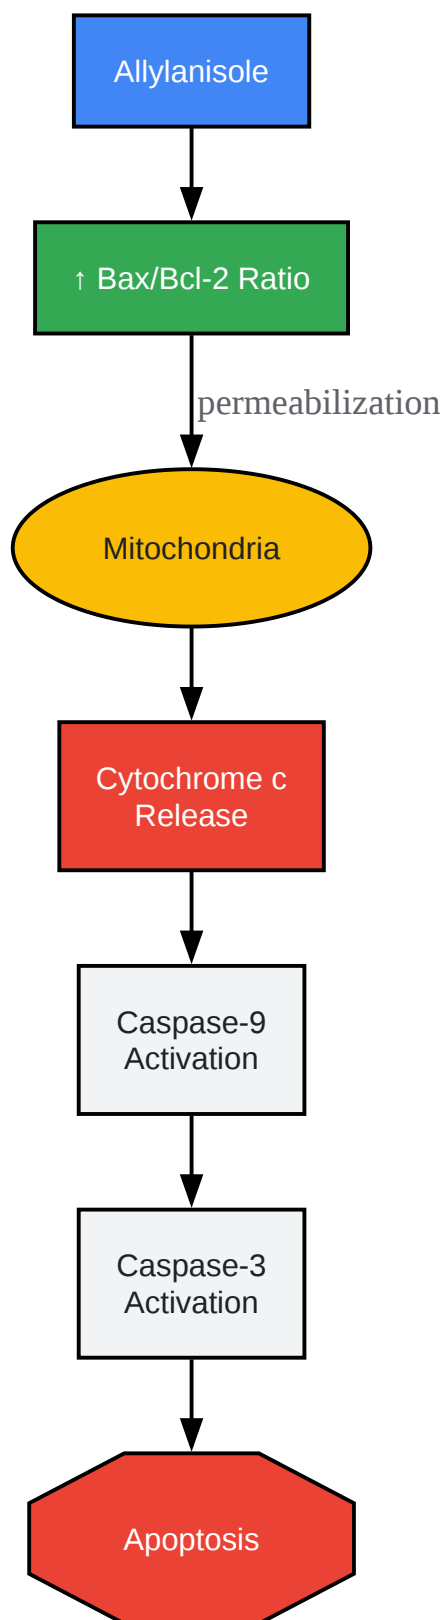 Allylanisole
↑ Bax/Bcl-2 Ratio
permeabilization
Mitochondria
Cytochrome c
Release
Caspase-9
Activation
Caspase-3
Activation
Apoptosis